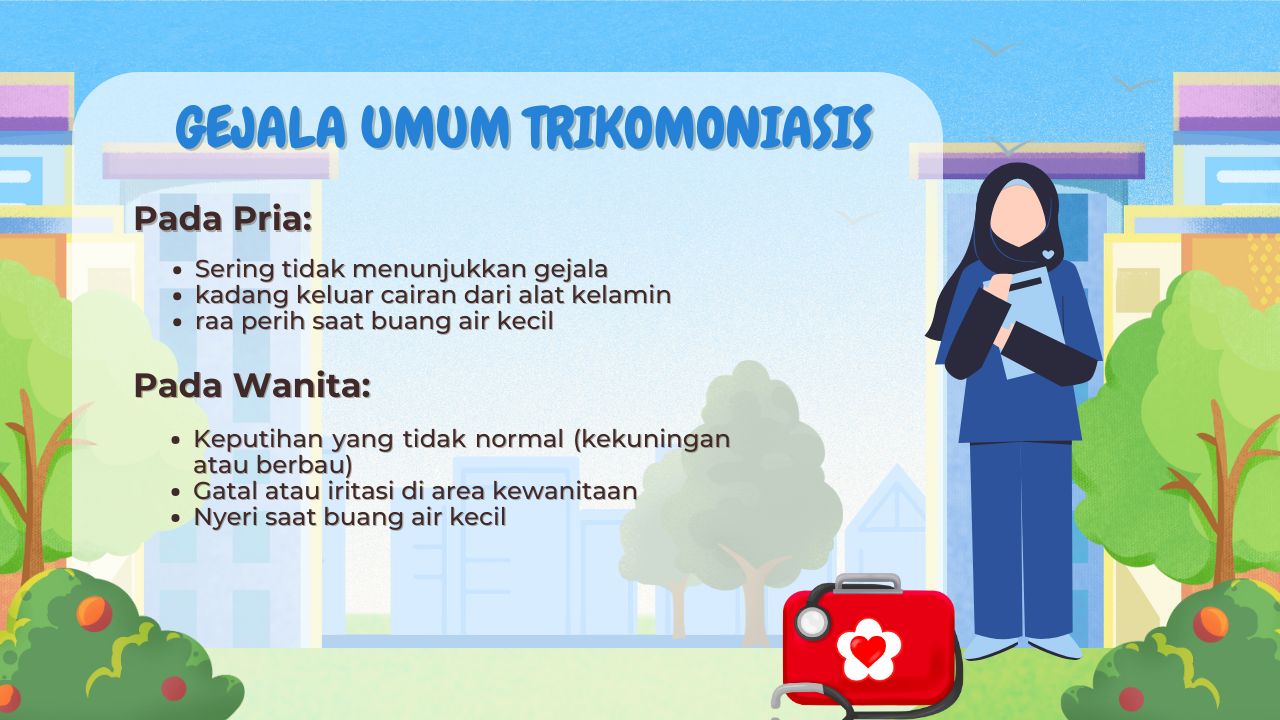 GEJALA UMUM TRIKOMONIASIS
Pada Pria:
• Sering tidak menunjukkan gejala
• kadang keluar cairan dari alat kelamin
• raa perih saat buang air kecil
Pada Wanita:
• Keputihan yang tidak normal (kekuningan
atau berbau)
• Gatal atau iritasi di area kewanitaan
• Nyeri saat buang air kecil